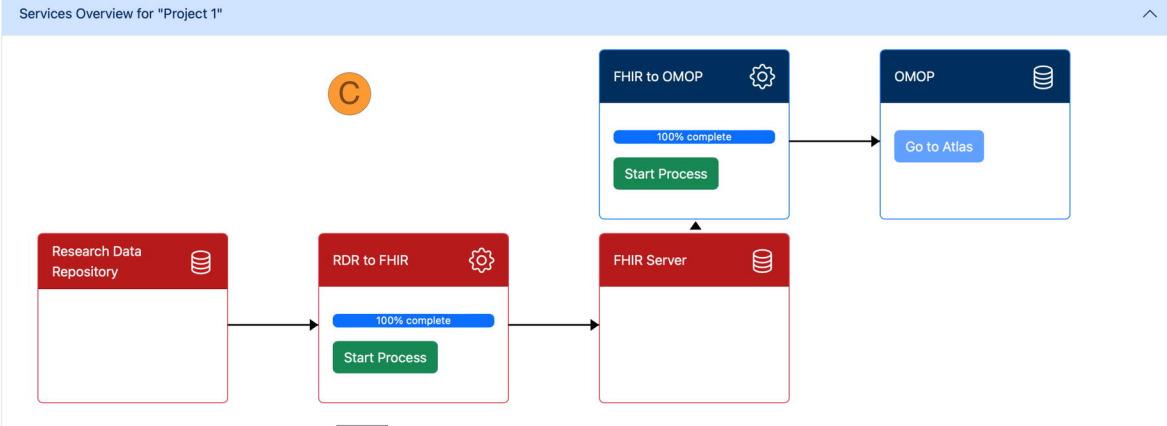 Services Overview for "Project 1"
C
FHIR to OMOP
100% complete
Start Process
OMOP
Go to Atlas
Research Data
Repository
RDR to FHIR
100% complete
Start Process
FHIR Server